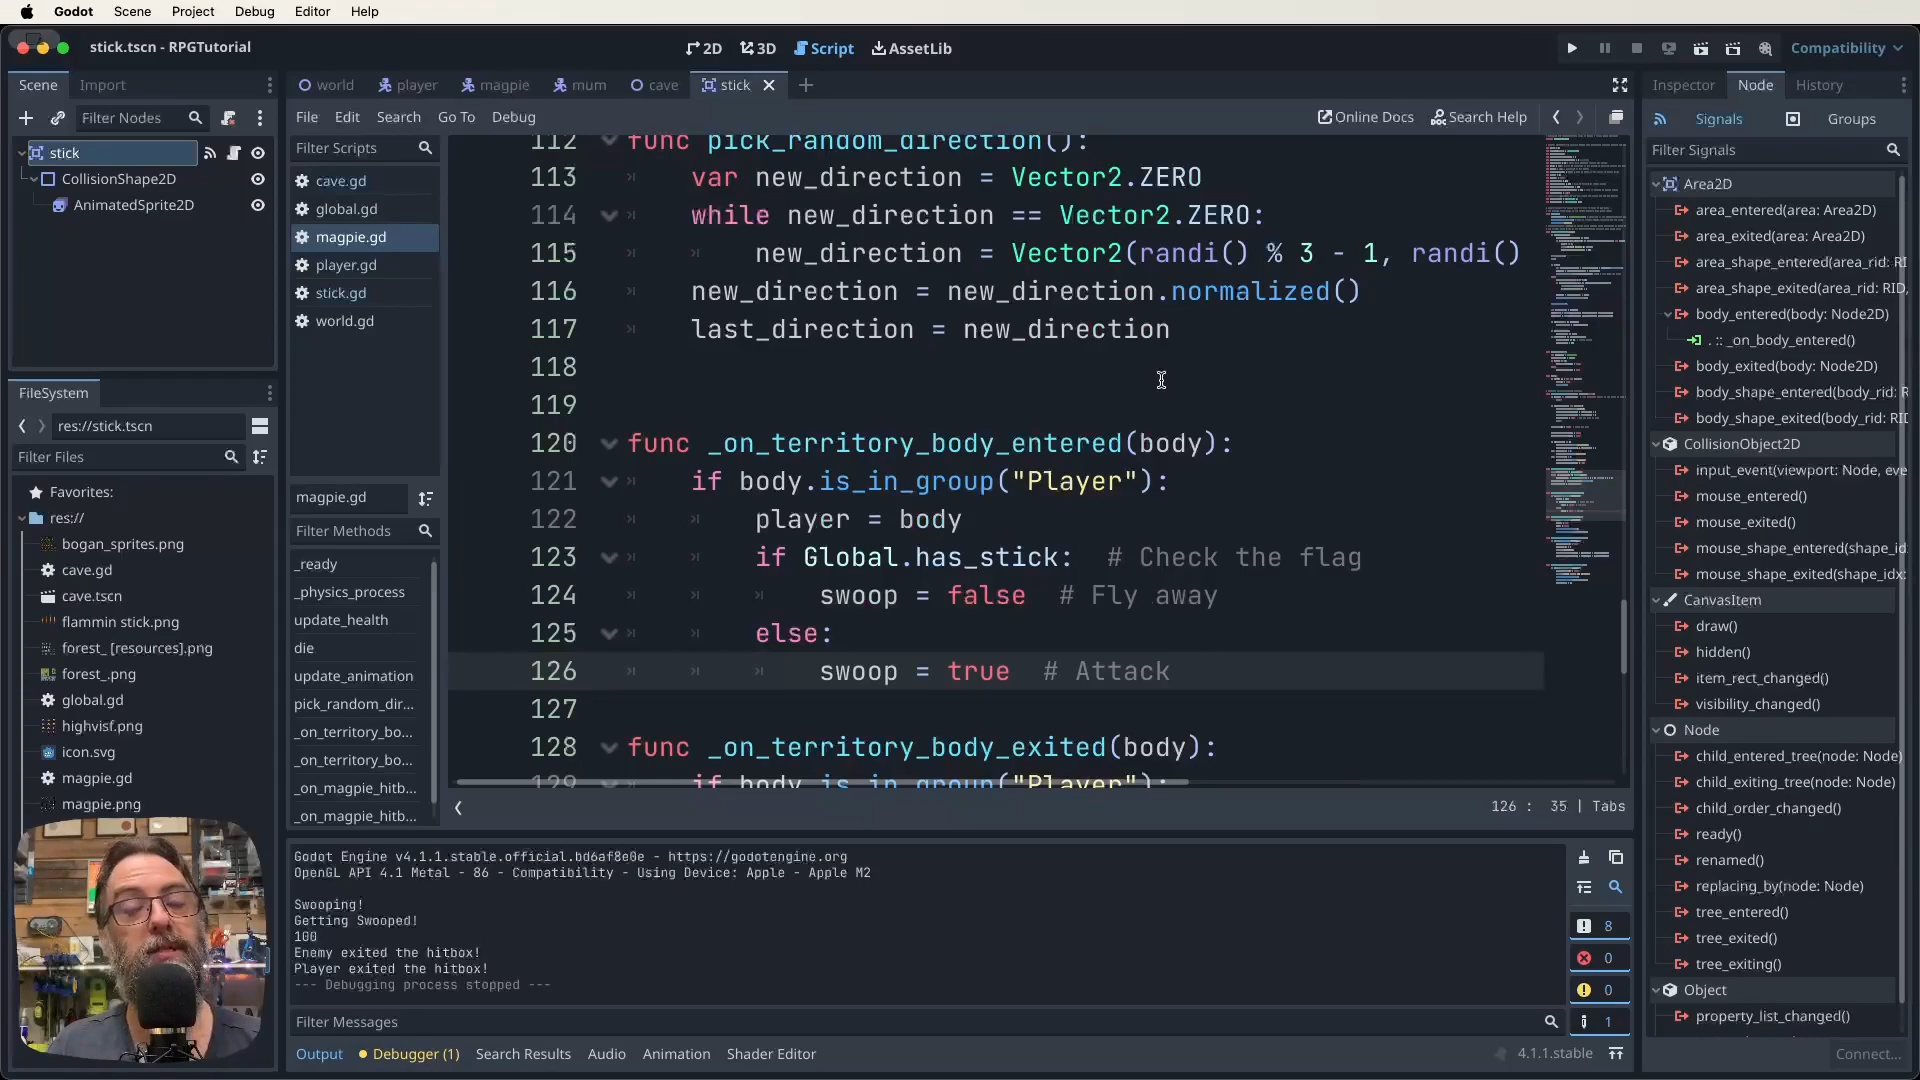 Godot Scene Project Debug Editor Help
stick.tscn - RPGTutorial
2D 3D Script AssetLib
Compatibility
Scene Import
world player magpie mum cave stick
Inspector Node History
Filter Nodes
File Edit Search Go To Debug
Online Docs Search Help
Signals Groups
stick
CollisionShape2D
AnimatedSprite2D
Filter Scripts
cave.gd
global.gd
magpie.gd
player.gd
stick.gd
world.gd
112 func pick_random_direction():
113 var new_direction = Vector2.ZERO
114 while new_direction == Vector2.ZERO:
115 new_direction = Vector2(randi() % 3 - 1, randi()
116 new_direction = new_direction.normalized()
117 last_direction = new_direction
118
119
120 func _on_territory_body_entered(body):
121 if body.is_in_group("Player"):
122 player = body
123 if Global.has_stick: # Check the flag
124 swoop = false # Fly away
125 else:
126 swoop = true # Attack
127
128 func _on_territory_body_exited(body):
129 if body.is_in_group("Player"):
126 : 35 | Tabs
Filter Signals
Area2D
area_entered(area: Area2D)
area_exited(area: Area2D)
area_shape_entered(area_rid: RI
area_shape_exited(area_rid: RID,
body_entered(body: Node2D)
. :: _on_body_entered()
body_exited(body: Node2D)
body_shape_entered(body_rid: R
body_shape_exited(body_rid: RID
CollisionObject2D
input_event(viewport: Node, eve
mouse_entered()
mouse_exited()
mouse_shape_entered(shape_id
mouse_shape_exited(shape_idx:
CanvasItem
draw()
hidden()
item_rect_changed()
visibility_changed()
Node
child_entered_tree(node: Node)
child_exiting_tree(node: Node)
child_order_changed()
ready()
renamed()
replacing_by(node: Node)
tree_entered()
tree_exited()
tree_exiting()
Object
property_list_changed()
Connect...
FileSystem
res://stick.tscn
Filter Files
Favorites:
res://
bogan_sprites.png
cave.gd
cave.tscn
flammin stick.png
forest_ [resources].png
forest_.png
global.gd
highvisf.png
icon.svg
magpie.gd
magpie.png
magpie.gd
Filter Methods
_ready
_physics_process
update_health
die
update_animation
pick_random_dir...
_on_territory_bo...
_on_territory_bo...
_on_magpie_hitb...
_on_magpie_hitb...
Godot Engine v4.1.1.stable.official.bd6af8e0e - https://godotengine.org
OpenGL API 4.1 Metal - 86 - Compatibility - Using Device: Apple - Apple M2
Swooping!
Getting Swooped!
100
Enemy exited the hitbox!
Player exited the hitbox!
--- Debugging process stopped ---
8
0
0
1
Filter Messages
Output Debugger (1) Search Results Audio Animation Shader Editor
4.1.1.stable